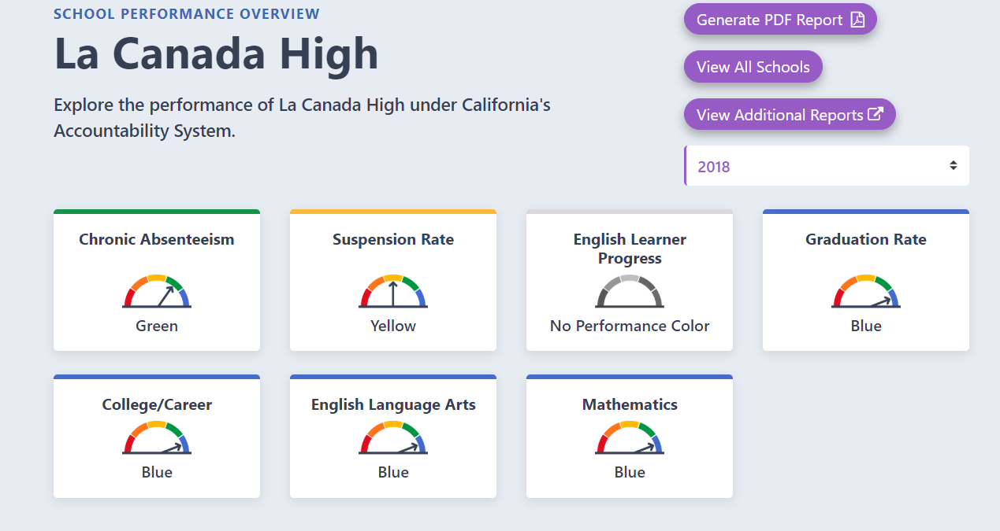 SCHOOL PERFORMANCE OVERVIEW
La Canada High
Explore the performance of La Canada High under California's
Accountability System.
Generate PDF Report
View All Schools
View Additional Reports
2018
Chronic Absenteeism
Green
Suspension Rate
Yellow
English Learner
Progress
No Performance Color
Graduation Rate
Blue
College/Career
Blue
English Language Arts
Blue
Mathematics
Blue